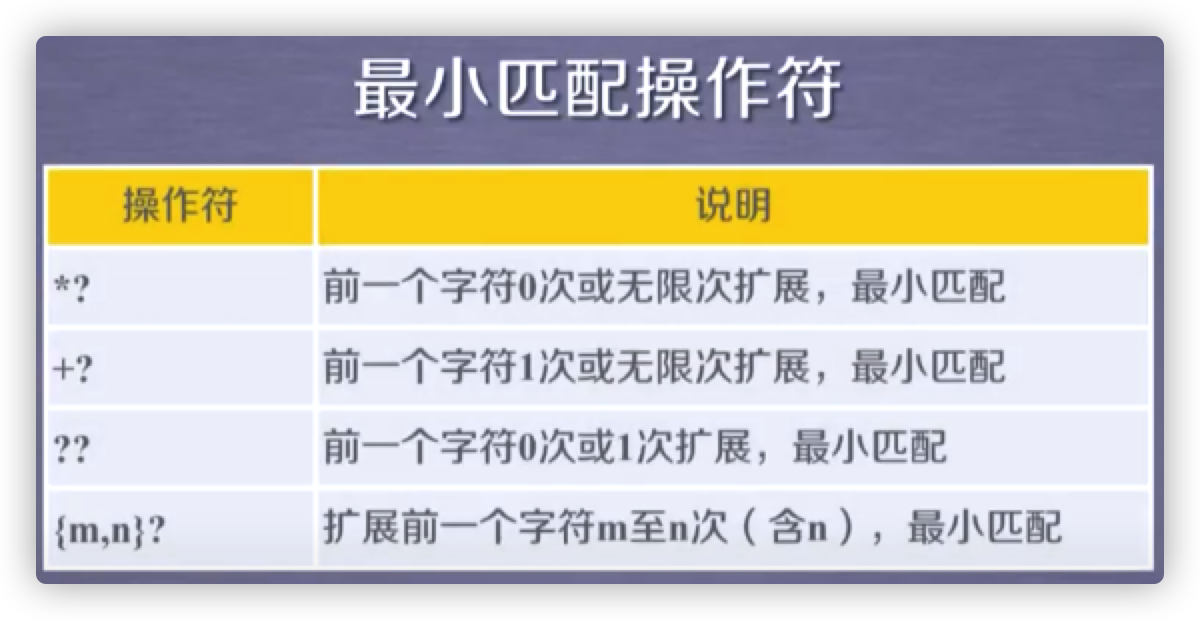 最小匹配操作符
操作符 说明
*? 前一个字符0次或无限次扩展，最小匹配
+? 前一个字符1次或无限次扩展，最小匹配
?? 前一个字符0次或1次扩展，最小匹配
{m,n}? 扩展前一个字符m至n次（含n），最小匹配